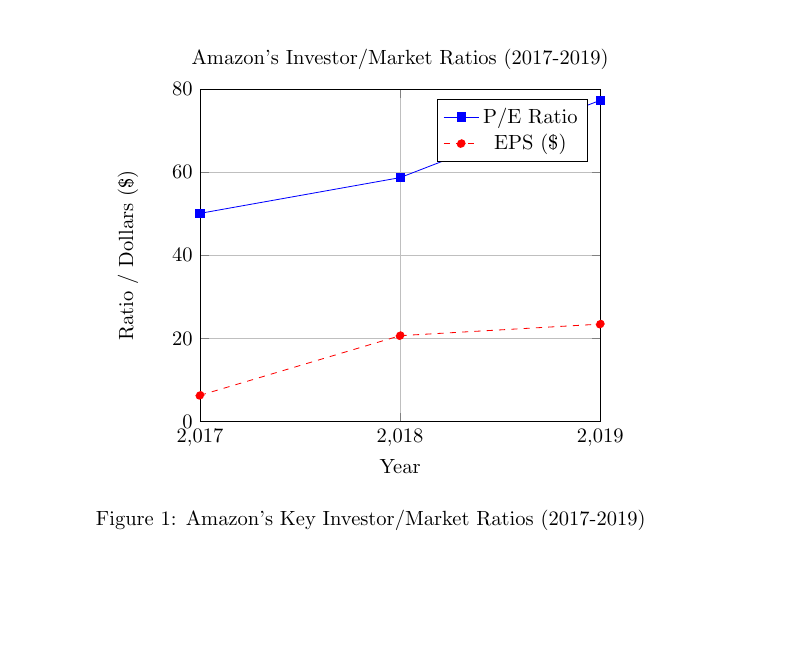 Amazon's Investor/Market Ratios (2017-2019)
80
60
40
20
0
Ratio / Dollars ($)
P/E Ratio
EPS ($)
2,017 2,018 2,019
Year
Figure 1: Amazon's Key Investor/Market Ratios (2017-2019)